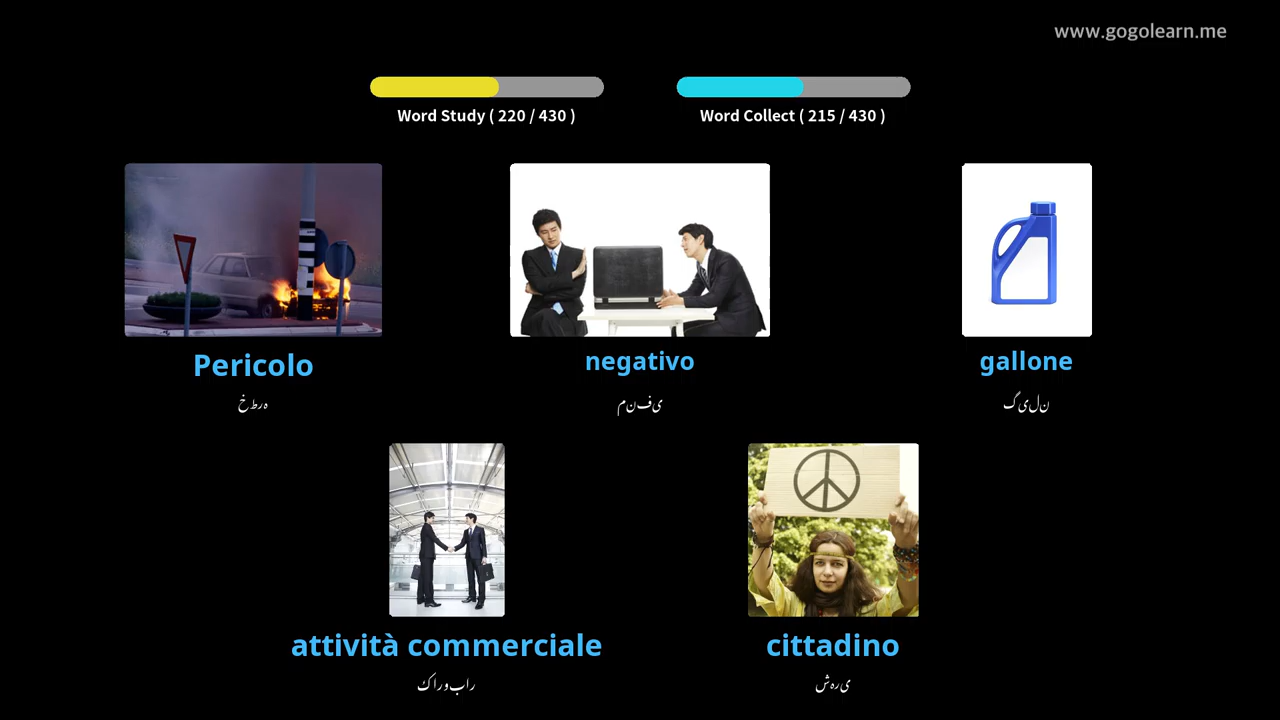 www.gogolearn.me
Word Study ( 220 / 430 )
Word Collect ( 215 / 430 )
Pericolo
خطرہ
negativo
منفی
gallone
گیلن
attività commerciale
کاروبار
cittadino
شہری